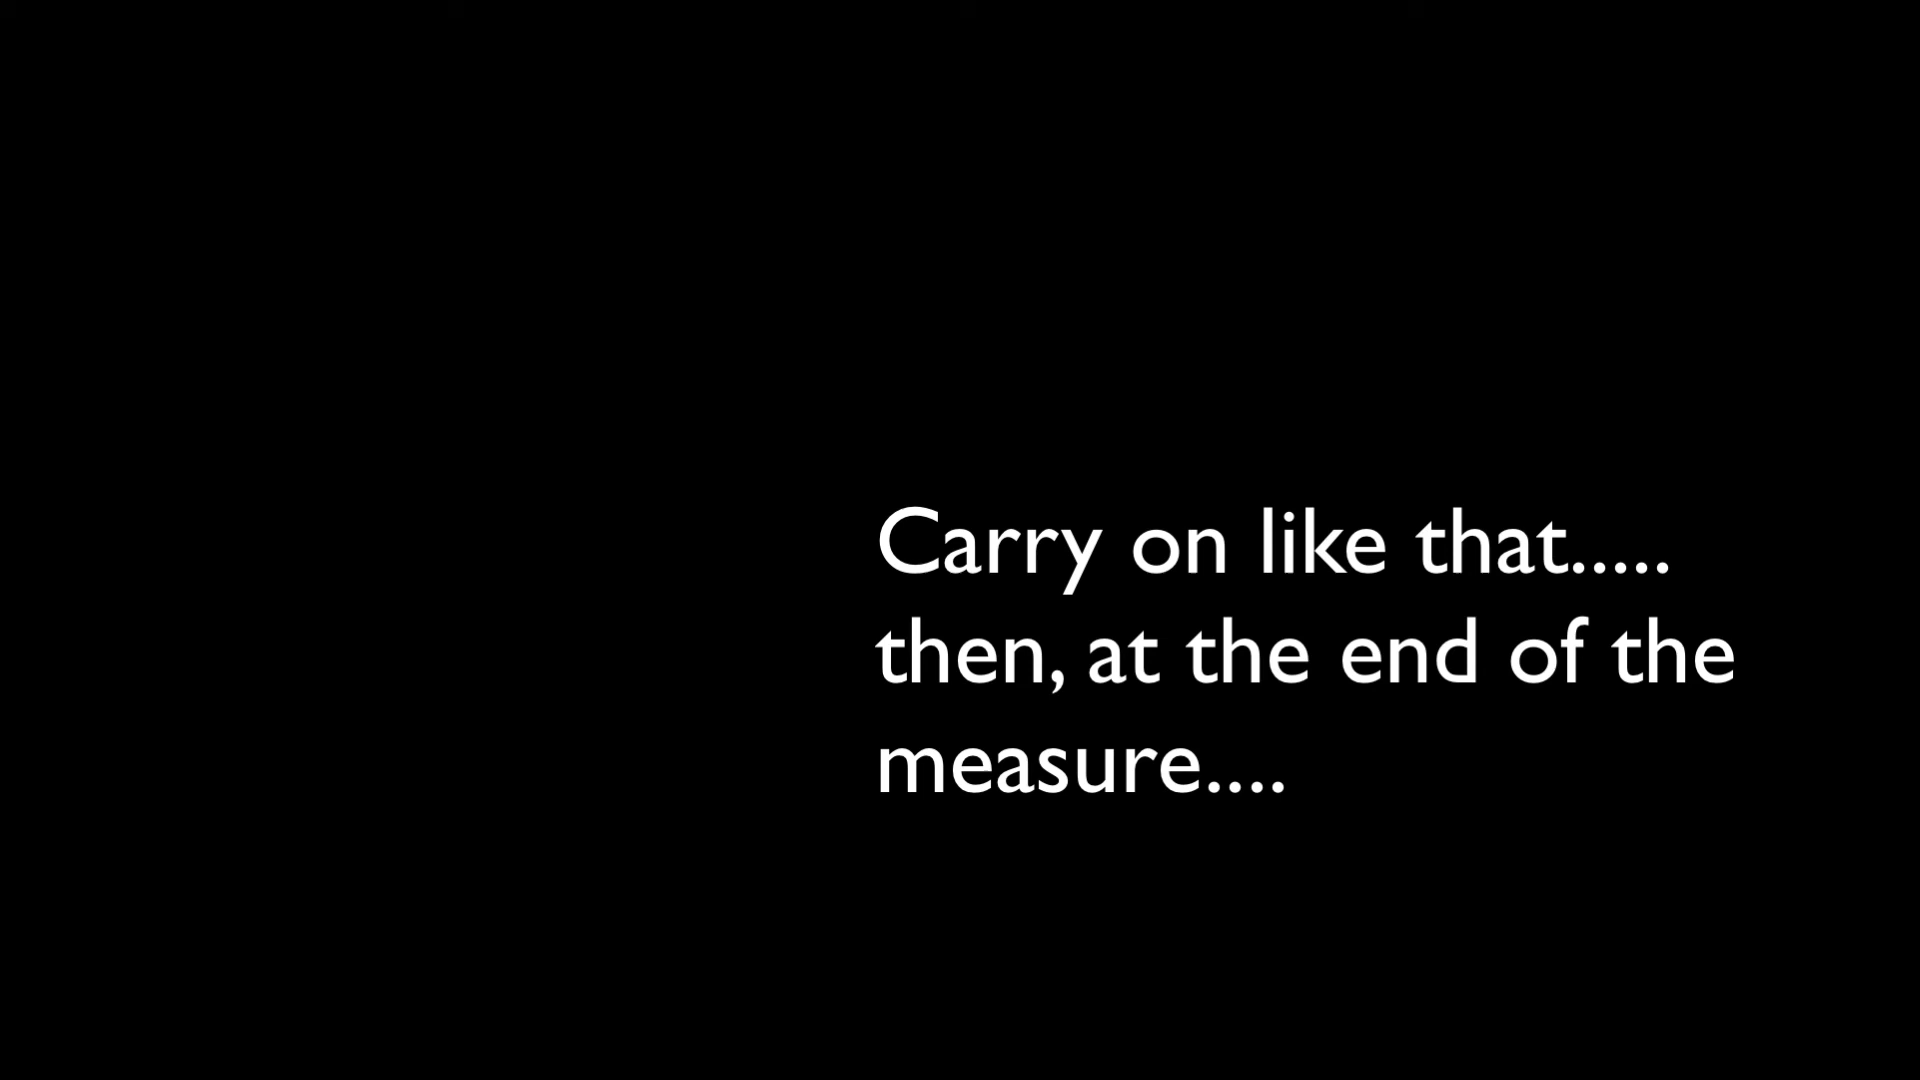 Carry on like that.....
then, at the end of the
measure....